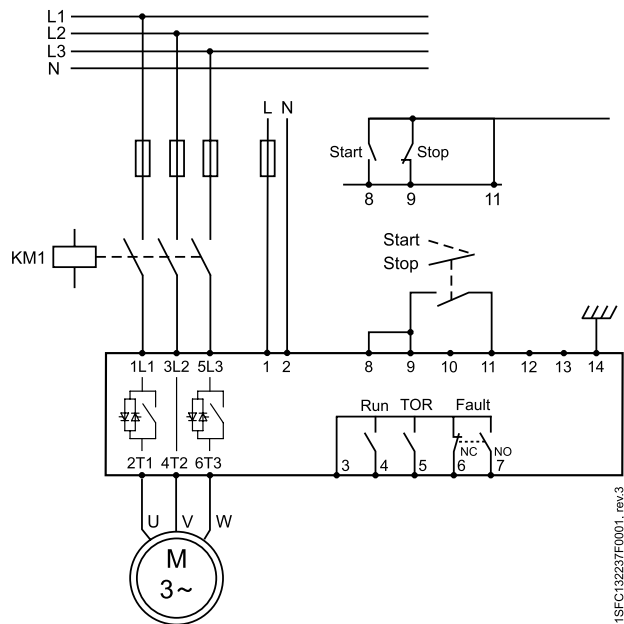 L1
L2
L3
N
L N
Start Stop
8 9 11
KM1
Start
Stop
1L1 3L2 5L3 1 2 8 9 10 11 12 13 14
Run TOR Fault
NC NO
2T1 4T2 6T3 3 4 5 6 7
U V W
M
3~
1SFC132237F0001, rev.3